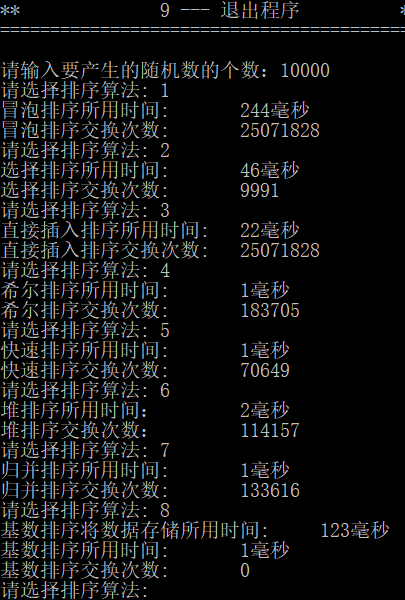 **              9 --- 退出程序          *
=========================================
请输入要产生的随机数的个数：10000
请选择排序算法：1
冒泡排序所用时间：       244毫秒
冒泡排序交换次数：       25071828
请选择排序算法：2
选择排序所用时间：       46毫秒
选择排序交换次数：       9991
请选择排序算法：3
直接插入排序所用时间：   22毫秒
直接插入排序交换次数：   25071828
请选择排序算法：4
希尔排序所用时间：       1毫秒
希尔排序交换次数：       183705
请选择排序算法：5
快速排序所用时间：       1毫秒
快速排序交换次数：       70649
请选择排序算法：6
堆排序所用时间：         2毫秒
堆排序交换次数：         114157
请选择排序算法：7
归并排序所用时间：       1毫秒
归并排序交换次数：       133616
请选择排序算法：8
基数排序将数据存储所用时间：     123毫秒
基数排序所用时间：       1毫秒
基数排序交换次数：       0
请选择排序算法：